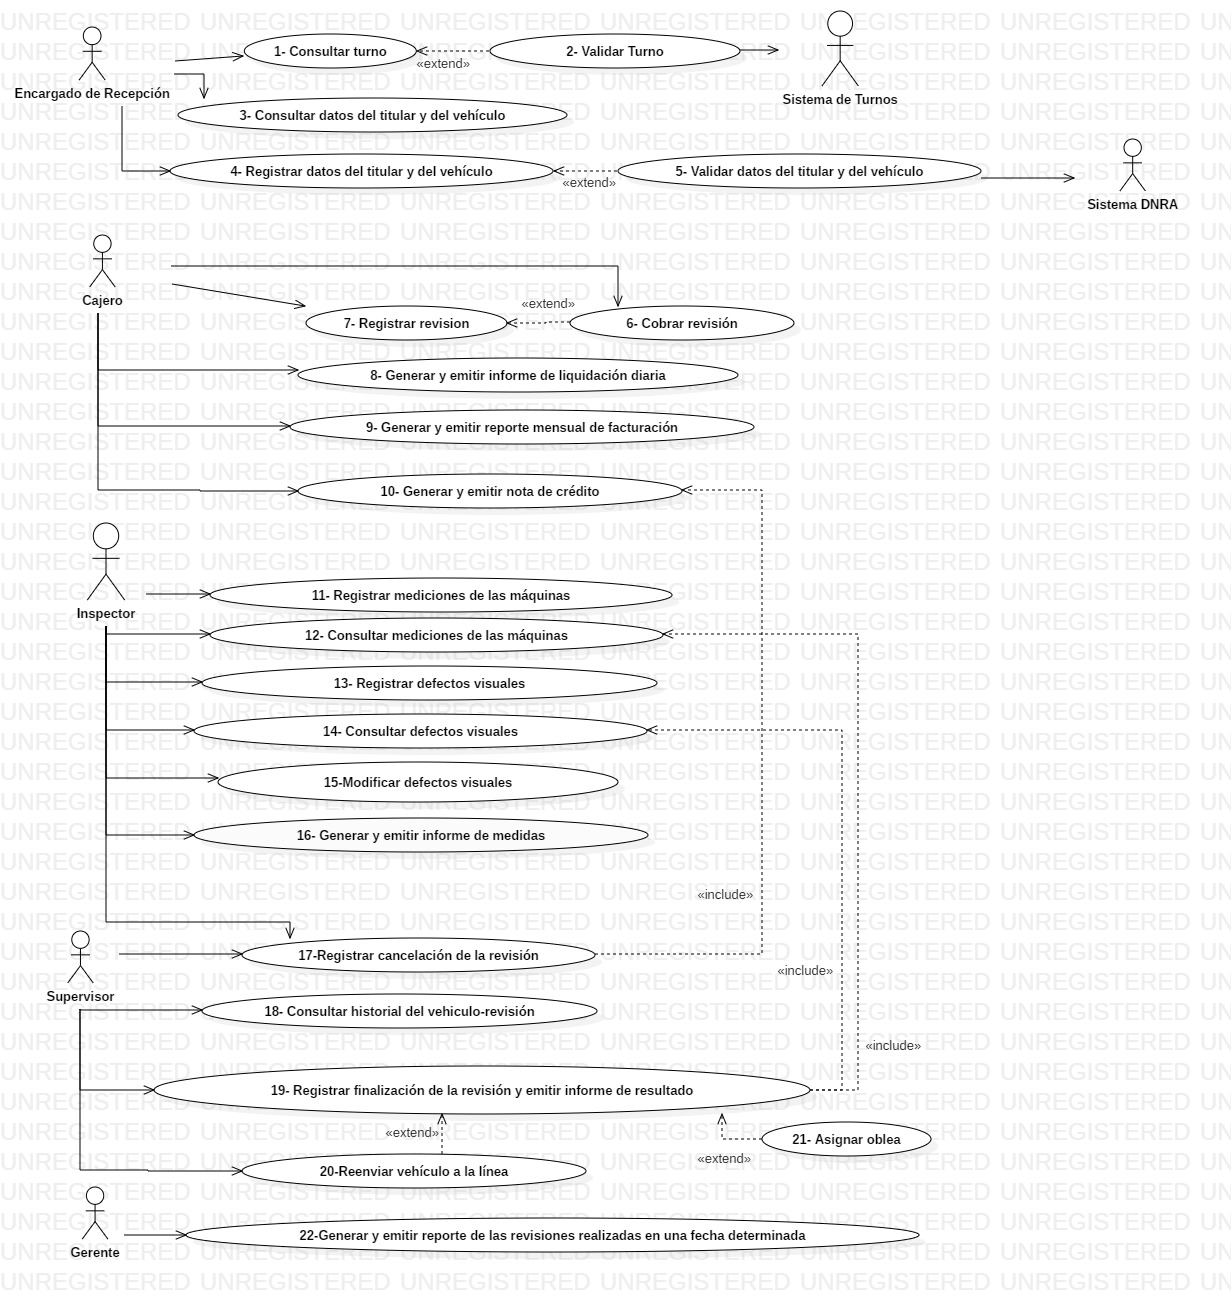 1- Consultar turno
2- Validar Turno
«extend»
Encargado de Recepción
Sistema de Turnos
3- Consultar datos del titular y del vehículo
4- Registrar datos del titular y del vehículo
5- Validar datos del titular y del vehículo
«extend»
Sistema DNRA
Cajero
«extend»
7- Registrar revision
6- Cobrar revisión
8- Generar y emitir informe de liquidación diaria
9- Generar y emitir reporte mensual de facturación
10- Generar y emitir nota de crédito
11- Registrar mediciones de las máquinas
Inspector
12- Consultar mediciones de las máquinas
13- Registrar defectos visuales
14- Consultar defectos visuales
15-Modificar defectos visuales
16- Generar y emitir informe de medidas
«include»
17-Registrar cancelación de la revisión
«include»
Supervisor
18- Consultar historial del vehiculo-revisión
«include»
19- Registrar finalización de la revisión y emitir informe de resultado
«extend»
21- Asignar oblea
«extend»
20-Reenviar vehículo a la línea
22-Generar y emitir reporte de las revisiones realizadas en una fecha determinada
Gerente
UNREGISTERED